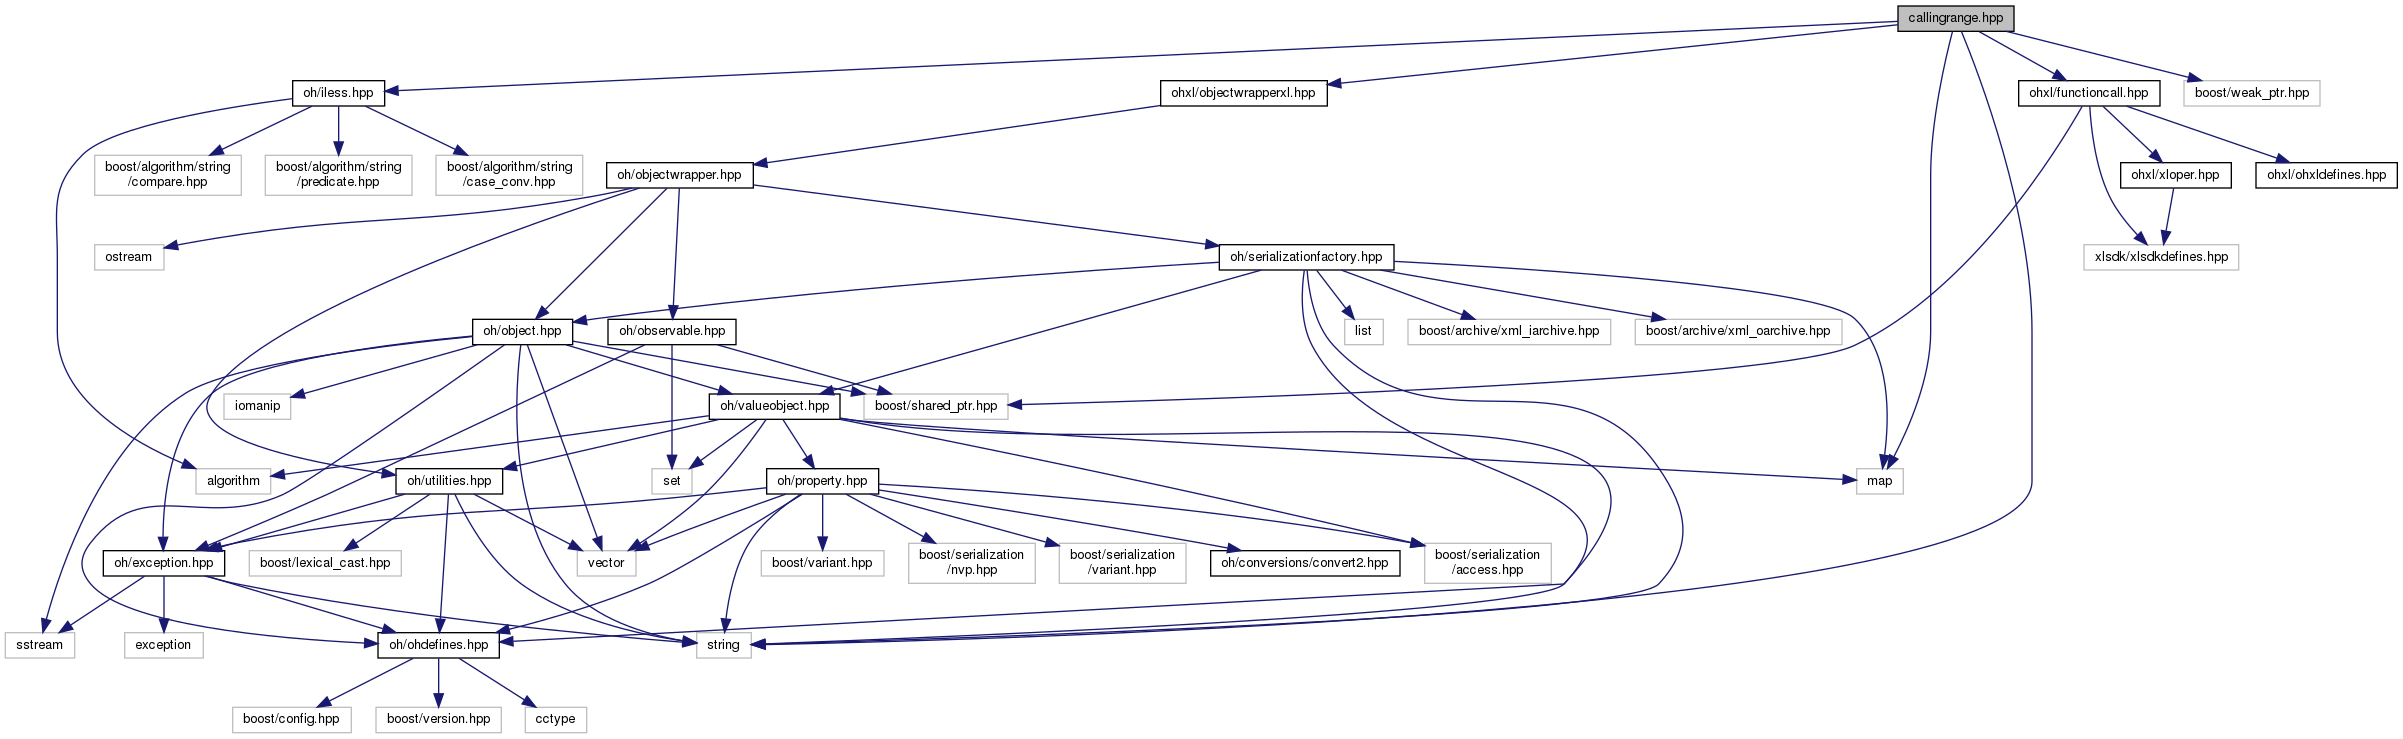 callingrange.hpp
oh/iless.hpp
ohxl/objectwrapperxl.hpp
ohxl/functioncall.hpp
boost/weak_ptr.hpp
boost/algorithm/string
/compare.hpp
boost/algorithm/string
/predicate.hpp
boost/algorithm/string
/case_conv.hpp
oh/objectwrapper.hpp
ohxl/xloper.hpp
ohxl/ohxldefines.hpp
ostream
oh/serializationfactory.hpp
xlsdk/xlsdkdefines.hpp
oh/object.hpp
oh/observable.hpp
list
boost/archive/xml_iarchive.hpp
boost/archive/xml_oarchive.hpp
iomanip
oh/valueobject.hpp
boost/shared_ptr.hpp
algorithm
oh/utilities.hpp
set
oh/property.hpp
map
oh/exception.hpp
boost/lexical_cast.hpp
vector
boost/variant.hpp
boost/serialization
/nvp.hpp
boost/serialization
/variant.hpp
oh/conversions/convert2.hpp
boost/serialization
/access.hpp
sstream
exception
oh/ohdefines.hpp
string
boost/config.hpp
boost/version.hpp
cctype